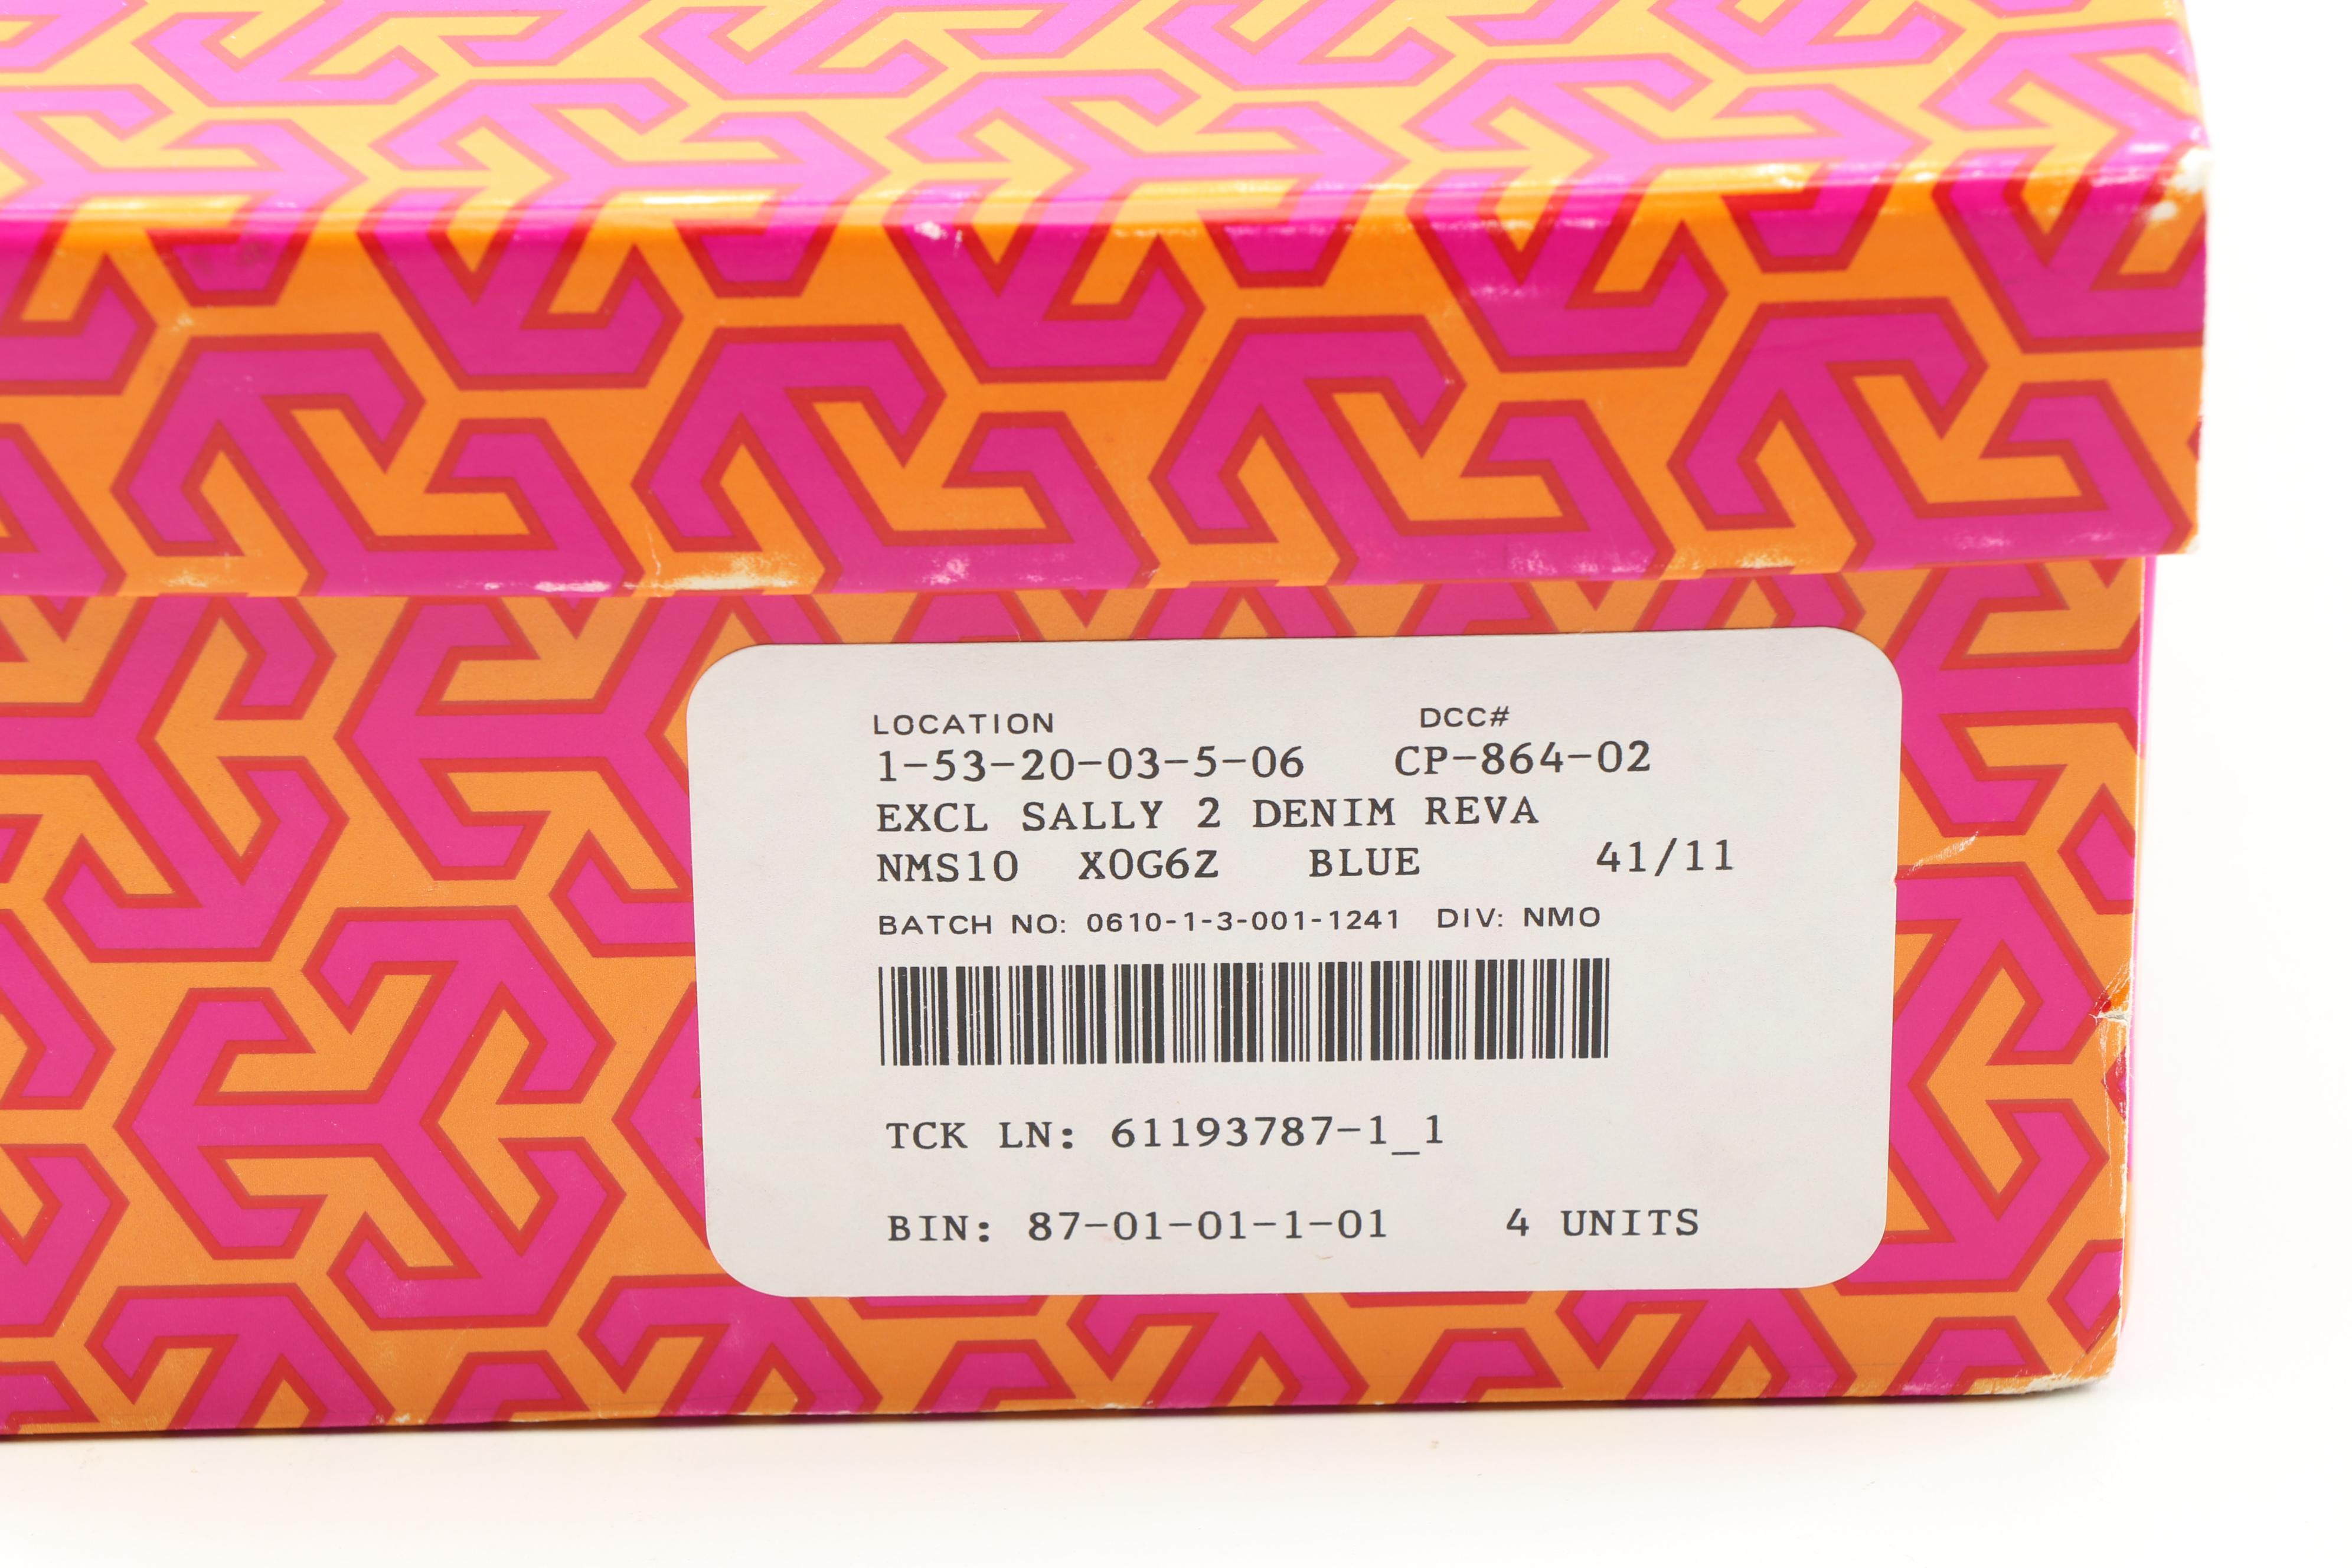 LOCATION DCC#
1-53-20-03-5-06 CP-864-02
EXCL SALLY 2 DENIM REVA
NMS10 X0G6Z BLUE 41/11
BATCH NO: 0610-1-3-001-1241 DIV: NMO
TCK LN: 61193787-1_1
BIN: 87-01-01-1-01 4 UNITS